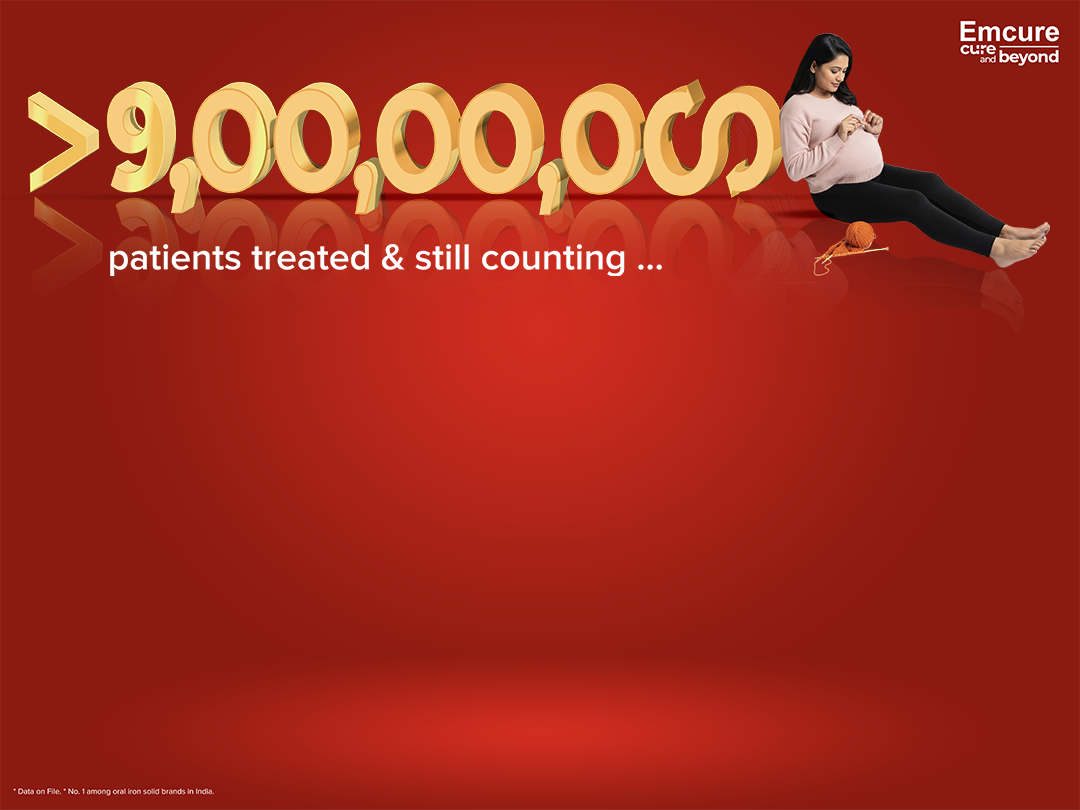 Emcure
cure and beyond
>9,00,00,000
patients treated & still counting ...
* Data on File. * No. 1 among oral iron solid brands in India.